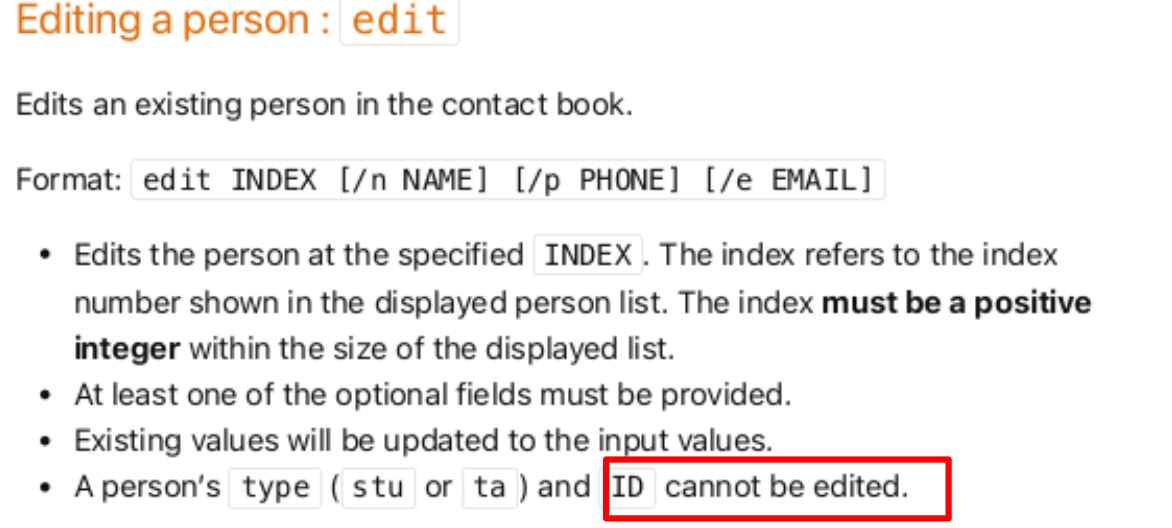 Editing a person : edit
Edits an existing person in the contact book.
Format: edit INDEX [/n NAME] [/p PHONE] [/e EMAIL]
• Edits the person at the specified INDEX. The index refers to the index
number shown in the displayed person list. The index must be a positive
integer within the size of the displayed list.
• At least one of the optional fields must be provided.
• Existing values will be updated to the input values.
• A person’s type ( stu or ta ) and ID cannot be edited.